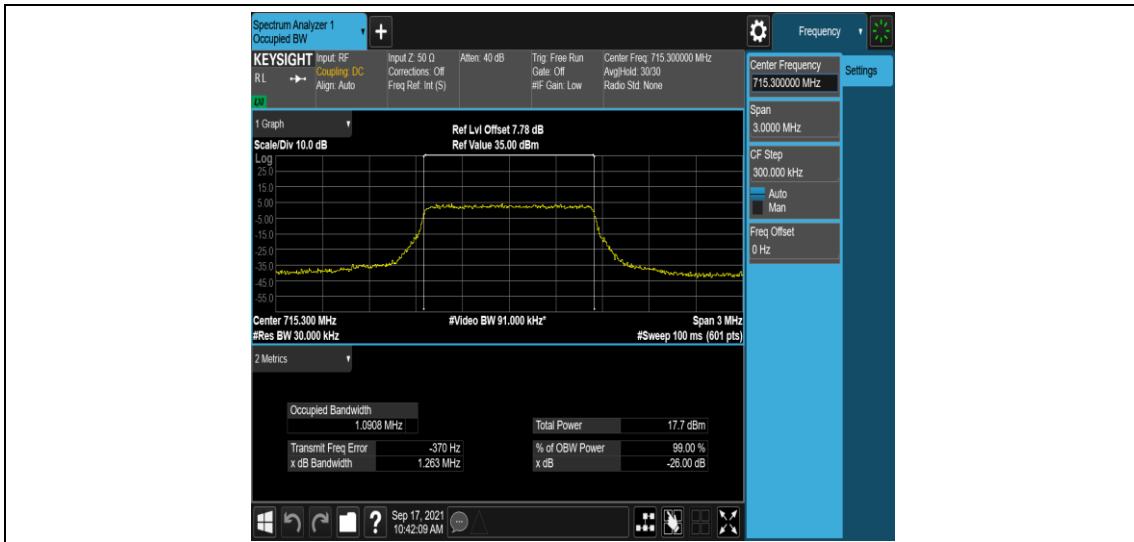 Spectrum Analyzer 1
Occupied BW
+
Frequency
KEYSIGHT
RL
LXI
Input: RF
Coupling: DC
Align: Auto
Input Z: 50 Ω
Corrections: Off
Freq Ref: Int (S)
Atten: 40 dB
Trig: Free Run
Gate: Off
#IF Gain: Low
Center Freq: 715.300000 MHz
Avg|Hold: 30/30
Radio Std: None
Center Frequency
715.300000 MHz
Settings
Span
3.0000 MHz
CF Step
300.000 kHz
Auto
Man
Freq Offset
0 Hz
1 Graph
Ref Lvl Offset 7.78 dB
Scale/Div 10.0 dB
Ref Value 35.00 dBm
Log
25.0
15.0
5.00
-5.00
-15.0
-25.0
-35.0
-45.0
-55.0
Center 715.300 MHz
#Video BW 91.000 kHz*
Span 3 MHz
#Res BW 30.000 kHz
#Sweep 100 ms (601 pts)
2 Metrics
Occupied Bandwidth
1.0908 MHz
Total Power 17.7 dBm
Transmit Freq Error -370 Hz
% of OBW Power 99.00 %
x dB Bandwidth 1.263 MHz
x dB -26.00 dB
?
Sep 17, 2021
10:42:09 AM